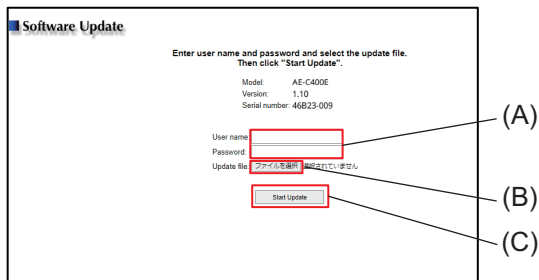 Software Update
Enter user name and password and select the update file.
Then click "Start Update".
Model: AE-C400E
Version: 1.10
Serial number: 46B23-009
User name:
Password:
Update file: ファイルを選択 選択されていません
Start Update
(A)
(B)
(C)